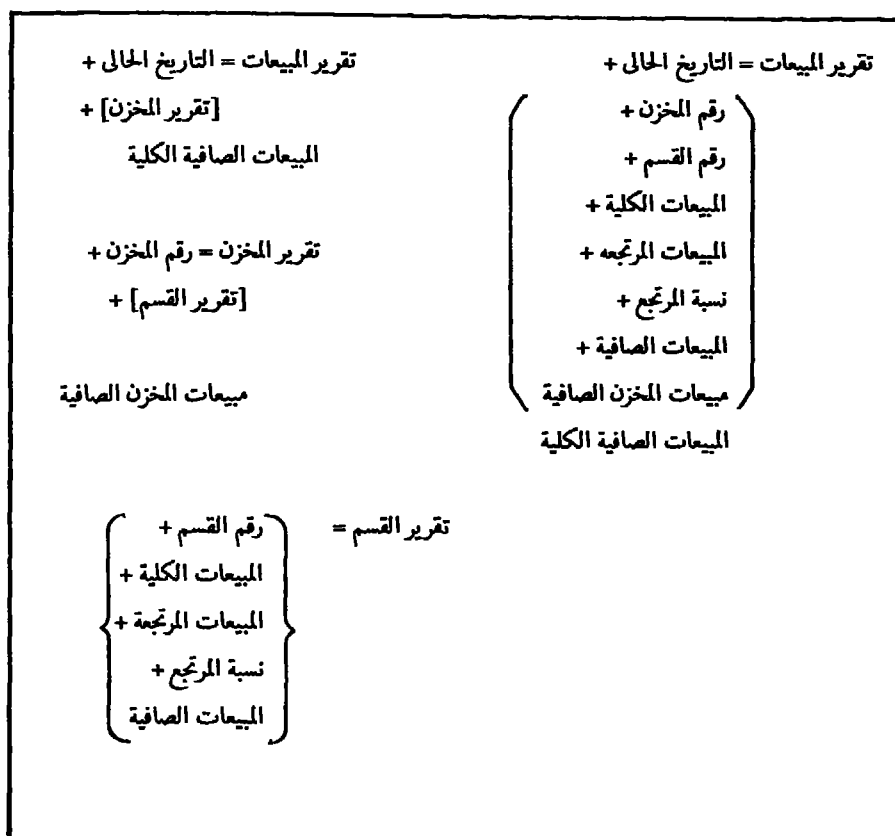 تقرير المبيعات = التاريخ الحالى +
رقم المخزن +
رقم القسم +
المبيعات الكلية +
المبيعات المرتجعه +
نسبة المرتجع +
المبيعات الصافية +
مبيعات المخزن الصافية
المبيعات الصافية الكلية
تقرير المبيعات = التاريخ الحالى +
[تقرير المخزن] +
المبيعات الصافية الكلية
تقرير المخزن = رقم المخزن +
[تقرير القسم] +
مبيعات المخزن الصافية
تقرير القسم =
رقم القسم +
المبيعات الكلية +
المبيعات المرتجعة +
نسبة المرتجع +
المبيعات الصافية